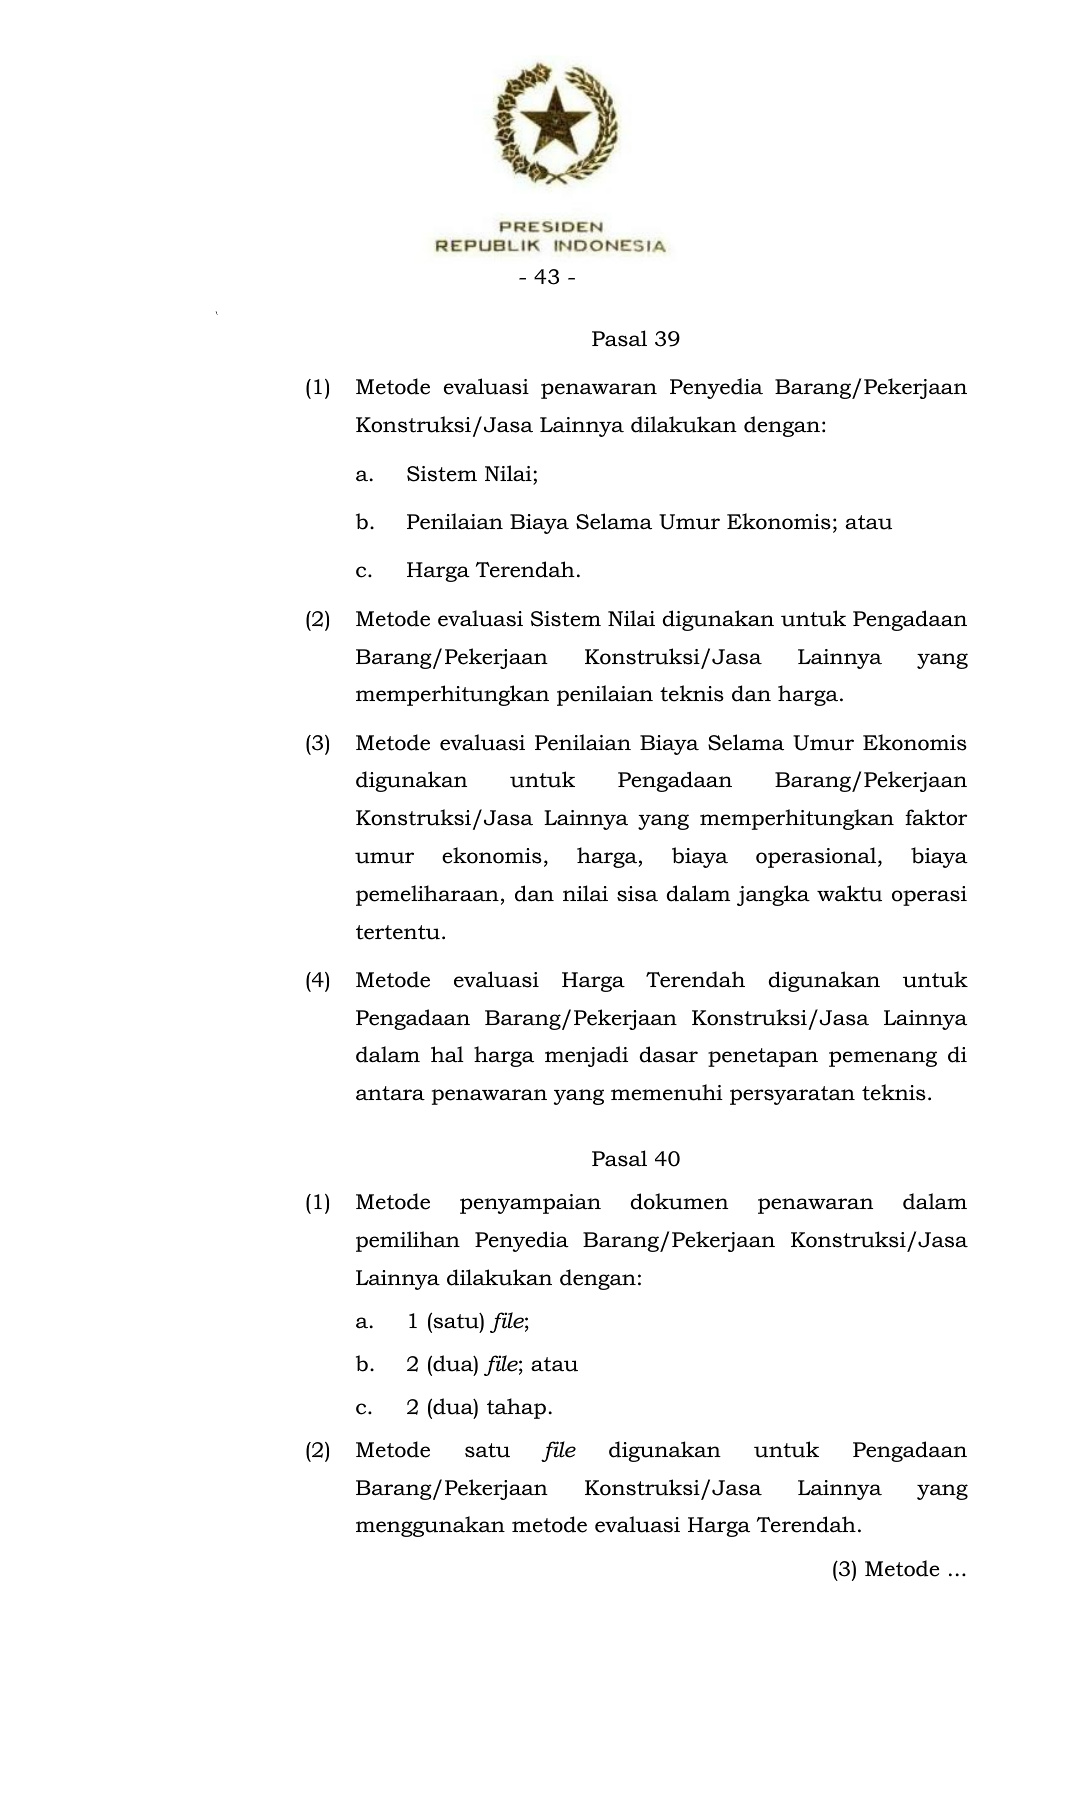 PRESIDEN
REPUBLIK INDONESIA
- 43 -
Pasal 39
(1) Metode evaluasi penawaran Penyedia Barang/Pekerjaan
Konstruksi/Jasa Lainnya dilakukan dengan:
a. Sistem Nilai;
b. Penilaian Biaya Selama Umur Ekonomis; atau
c. Harga Terendah.
(2) Metode evaluasi Sistem Nilai digunakan untuk Pengadaan
Barang/Pekerjaan Konstruksi/Jasa Lainnya yang
memperhitungkan penilaian teknis dan harga.
(3) Metode evaluasi Penilaian Biaya Selama Umur Ekonomis
digunakan untuk Pengadaan Barang/Pekerjaan
Konstruksi/Jasa Lainnya yang memperhitungkan faktor
umur ekonomis, harga, biaya operasional, biaya
pemeliharaan, dan nilai sisa dalam jangka waktu operasi
tertentu.
(4) Metode evaluasi Harga Terendah digunakan untuk
Pengadaan Barang/Pekerjaan Konstruksi/Jasa Lainnya
dalam hal harga menjadi dasar penetapan pemenang di
antara penawaran yang memenuhi persyaratan teknis.
Pasal 40
(1) Metode penyampaian dokumen penawaran dalam
pemilihan Penyedia Barang/Pekerjaan Konstruksi/Jasa
Lainnya dilakukan dengan:
a. 1 (satu) file;
b. 2 (dua) file; atau
c. 2 (dua) tahap.
(2) Metode satu file digunakan untuk Pengadaan
Barang/Pekerjaan Konstruksi/Jasa Lainnya yang
menggunakan metode evaluasi Harga Terendah.
(3) Metode ...